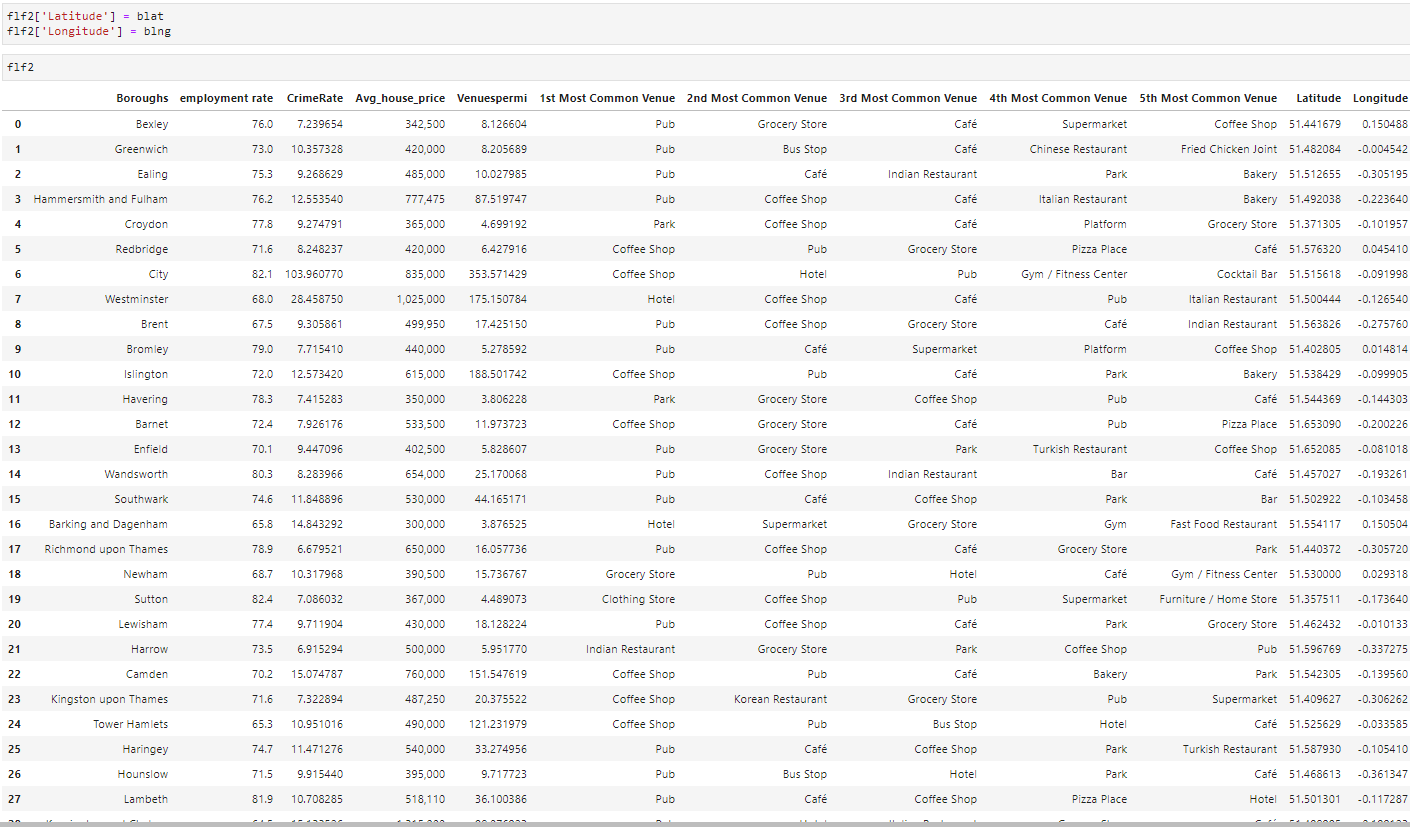 flf2['Latitude'] = blat
flf2['Longitude'] = blng
flf2
Boroughs employment rate CrimeRate Avg_house_price Venuespermi 1st Most Common Venue 2nd Most Common Venue 3rd Most Common Venue 4th Most Common Venue 5th Most Common Venue Latitude Longitude
0 Bexley 76.0 7.239654 342,500 8.126604 Pub Grocery Store Café Supermarket Coffee Shop 51.441679 0.150488
1 Greenwich 73.0 10.357328 420,000 8.205689 Pub Bus Stop Café Chinese Restaurant Fried Chicken Joint 51.482084 -0.004542
2 Ealing 75.3 9.268629 485,000 10.027985 Pub Café Indian Restaurant Park Bakery 51.512655 -0.305195
3 Hammersmith and Fulham 76.2 12.553540 777,475 87.519747 Pub Coffee Shop Café Italian Restaurant Bakery 51.492038 -0.223640
4 Croydon 77.8 9.274791 365,000 4.699192 Park Coffee Shop Café Platform Grocery Store 51.371305 -0.101957
5 Redbridge 71.6 8.248237 420,000 6.427916 Coffee Shop Pub Grocery Store Pizza Place Café 51.576320 0.045410
6 City 82.1 103.960770 835,000 353.571429 Coffee Shop Hotel Pub Gym / Fitness Center Cocktail Bar 51.515618 -0.091998
7 Westminster 68.0 28.458750 1,025,000 175.150784 Hotel Coffee Shop Café Pub Italian Restaurant 51.500444 -0.126540
8 Brent 67.5 9.305861 499,950 17.425150 Pub Coffee Shop Grocery Store Café Indian Restaurant 51.563826 -0.275760
9 Bromley 79.0 7.715410 440,000 5.278592 Pub Café Supermarket Platform Coffee Shop 51.402805 0.014814
10 Islington 72.0 12.573420 615,000 188.501742 Coffee Shop Pub Café Park Bakery 51.538429 -0.099905
11 Havering 78.3 7.415283 350,000 3.806228 Park Grocery Store Coffee Shop Pub Café 51.544369 -0.144303
12 Barnet 72.4 7.926176 533,500 11.973723 Coffee Shop Grocery Store Café Pub Pizza Place 51.653090 -0.200226
13 Enfield 70.1 9.447096 402,500 5.828607 Pub Grocery Store Park Turkish Restaurant Coffee Shop 51.652085 -0.081018
14 Wandsworth 80.3 8.283966 654,000 25.170068 Pub Coffee Shop Indian Restaurant Bar Café 51.457027 -0.193261
15 Southwark 74.6 11.848896 530,000 44.165171 Pub Café Coffee Shop Park Bar 51.502922 -0.103458
16 Barking and Dagenham 65.8 14.843292 300,000 3.876525 Hotel Supermarket Grocery Store Gym Fast Food Restaurant 51.554117 0.150504
17 Richmond upon Thames 78.9 6.679521 650,000 16.057736 Pub Coffee Shop Café Grocery Store Park 51.440372 -0.305720
18 Newham 68.7 10.317968 390,500 15.736767 Grocery Store Pub Hotel Café Gym / Fitness Center 51.530000 0.029318
19 Sutton 82.4 7.086032 367,000 4.489073 Clothing Store Coffee Shop Pub Supermarket Furniture / Home Store 51.357511 -0.173640
20 Lewisham 77.4 9.711904 430,000 18.128224 Pub Coffee Shop Café Park Grocery Store 51.462432 -0.010133
21 Harrow 73.5 6.915294 500,000 5.951770 Indian Restaurant Grocery Store Park Coffee Shop Pub 51.596769 -0.337275
22 Camden 70.2 15.074787 760,000 151.547619 Coffee Shop Pub Café Bakery Park 51.542305 -0.139560
23 Kingston upon Thames 71.6 7.322894 487,250 20.375522 Coffee Shop Korean Restaurant Grocery Store Pub Supermarket 51.409627 -0.306262
24 Tower Hamlets 65.3 10.951016 490,000 121.231979 Coffee Shop Pub Bus Stop Hotel Café 51.525629 -0.033585
25 Haringey 74.7 11.471276 540,000 33.274956 Pub Café Coffee Shop Park Turkish Restaurant 51.587930 -0.105410
26 Hounslow 71.5 9.915440 395,000 9.717723 Pub Bus Stop Hotel Park Café 51.468613 -0.361347
27 Lambeth 81.9 10.708285 518,110 36.100386 Pub Café Coffee Shop Pizza Place Hotel 51.501301 -0.117287